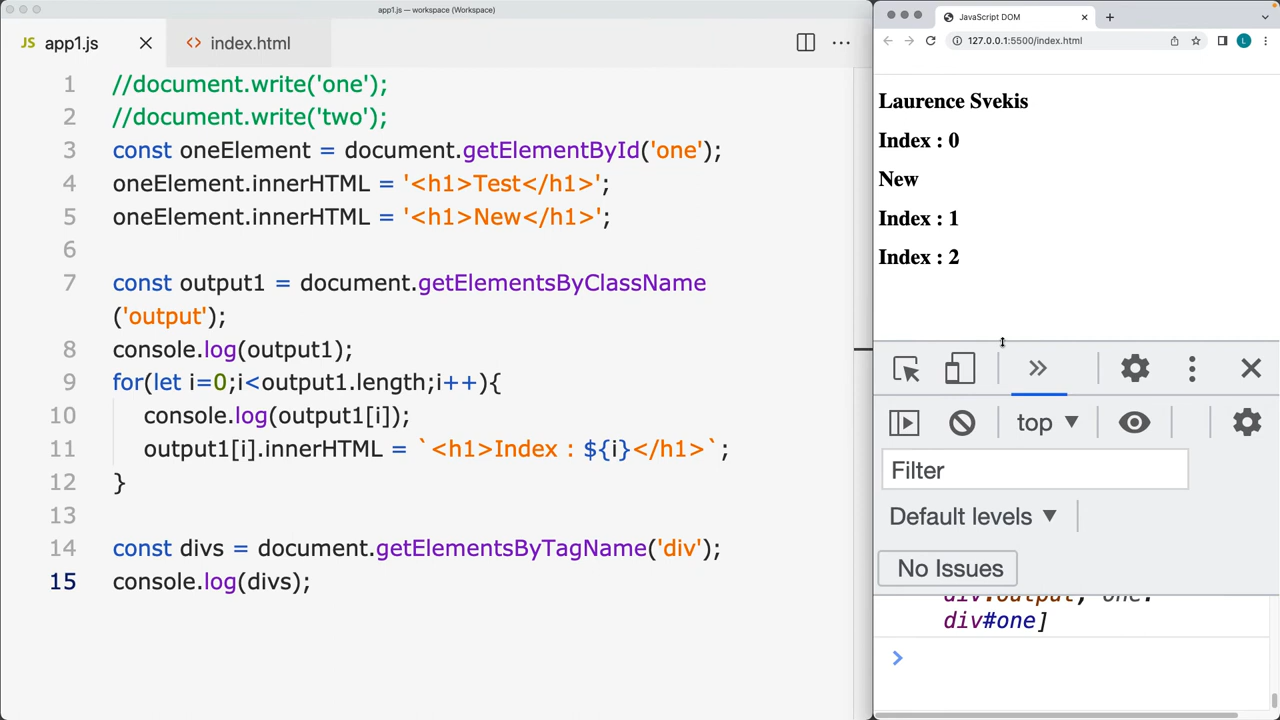 app1.js — workspace (Workspace)
JS app1.js
<> index.html
1 //document.write('one');
2 //document.write('two');
3 const oneElement = document.getElementById('one');
4 oneElement.innerHTML = '<h1>Test</h1>';
5 oneElement.innerHTML = '<h1>New</h1>';
6
7 const output1 = document.getElementsByClassName
('output');
8 console.log(output1);
9 for(let i=0;i<output1.length;i++){
10 console.log(output1[i]);
11 output1[i].innerHTML = `<h1>Index : ${i}</h1>`;
12 }
13
14 const divs = document.getElementsByTagName('div');
15 console.log(divs);
JavaScript DOM
127.0.0.1:5500/index.html
L
Laurence Svekis
Index : 0
New
Index : 1
Index : 2
top
Filter
Default levels
No Issues
div.output, one:
div#one]